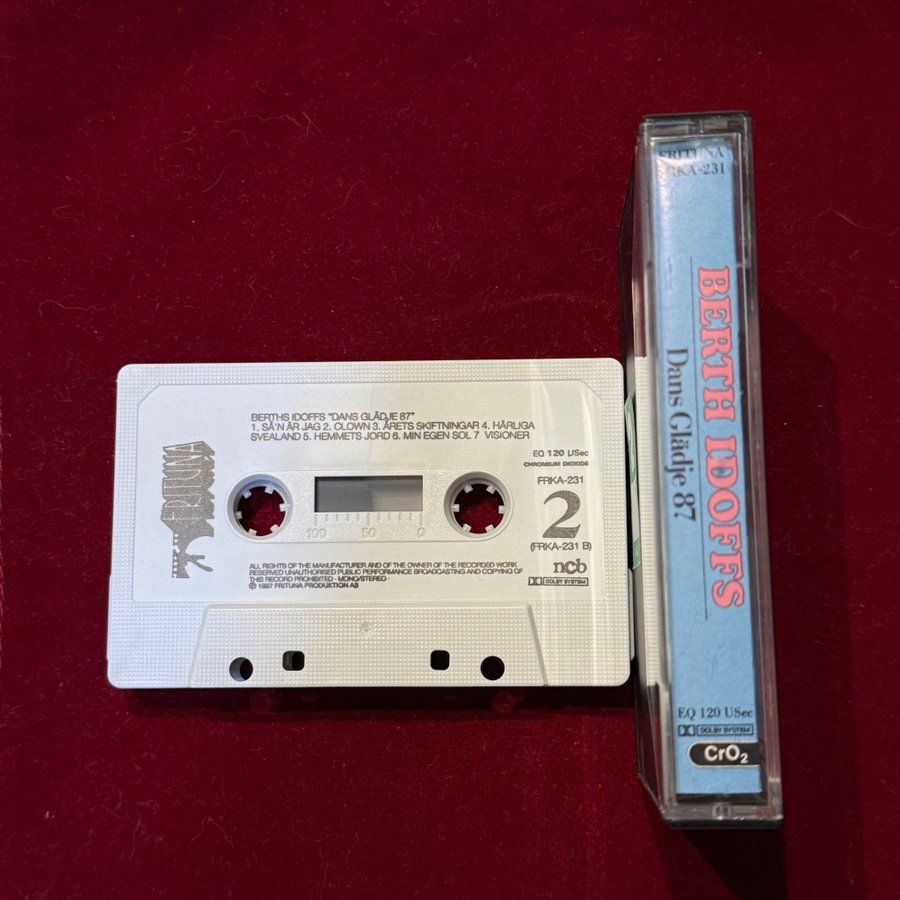 BERTHS IDOFFS "DANS GLÄDJE 87"
1. SÅ'N ÄR JAG 2. CLOWN 3. ÅRETS SKIFTNINGAR 4. HÄRLIGA
SVEALAND 5. HEMMETS JORD 6. MIN EGEN SOL 7 VISIONER
EQ 120 µSec
CHROMIUM DIOXIDE
FRKA-231
2
(FRKA-231 B)
ncb
DOLBY SYSTEM
FRITUNA
100 50 0
ALL RIGHTS OF THE MANUFACTURER AND OF THE OWNER OF THE RECORDED WORK
RESERVED UNAUTHORISED PUBLIC PERFORMANCE BROADCASTING AND COPYING OF
THIS RECORD PROHIBITED · MONO/STEREO ·
℗ 1987 FRITUNA PRODUKTION AB
FRITUNA
FRKA-231
BERTH IDOFFS
Dans Glädje 87
EQ 120 USec
DOLBY SYSTEM
CrO2